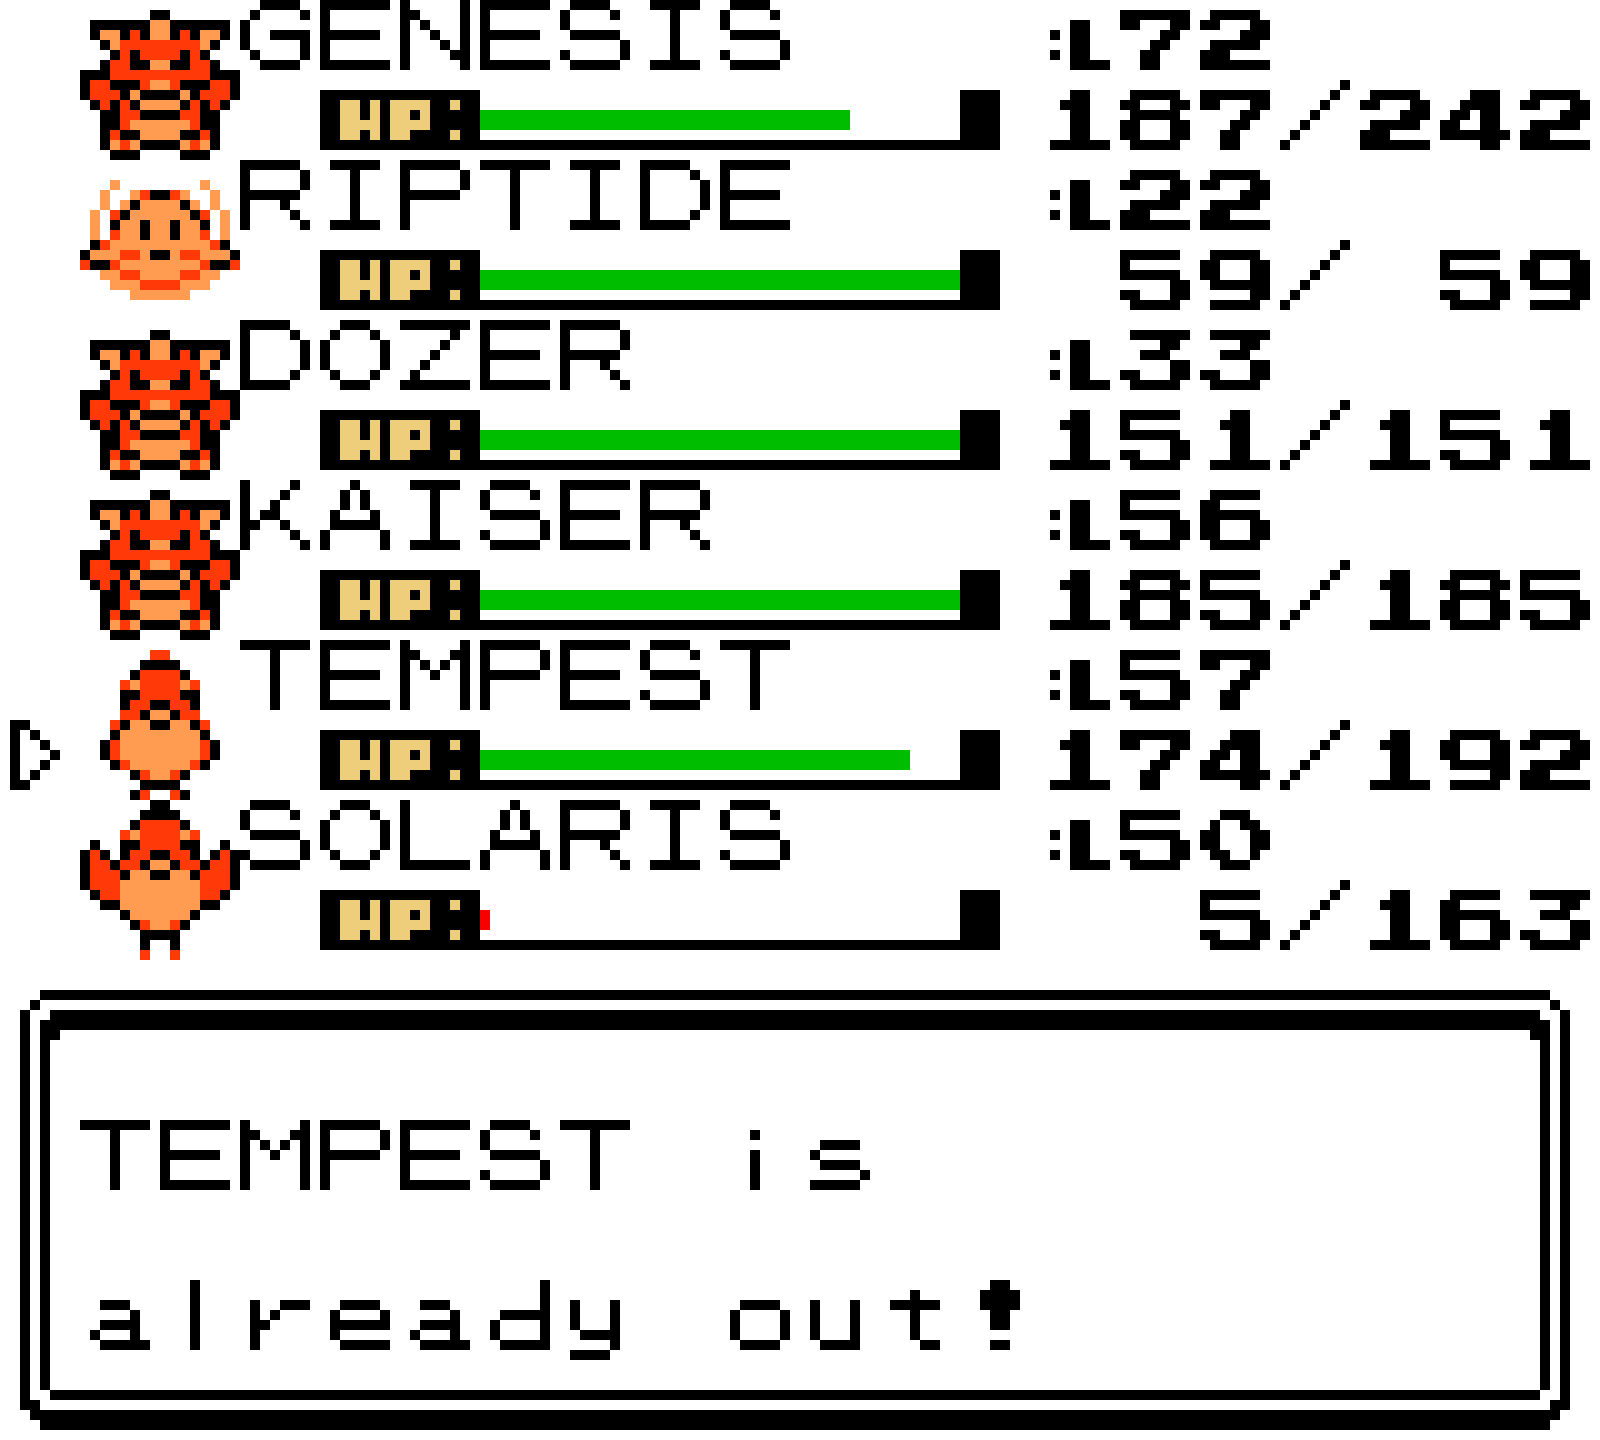 GENESIS :L72
HP: 187/242
RIPTIDE :L22
HP: 59/ 59
DOZER :L33
HP: 151/151
KAISER :L56
HP: 185/185
TEMPEST :L57
HP: 174/192
SOLARIS :L50
HP: 5/163
TEMPEST is
already out!